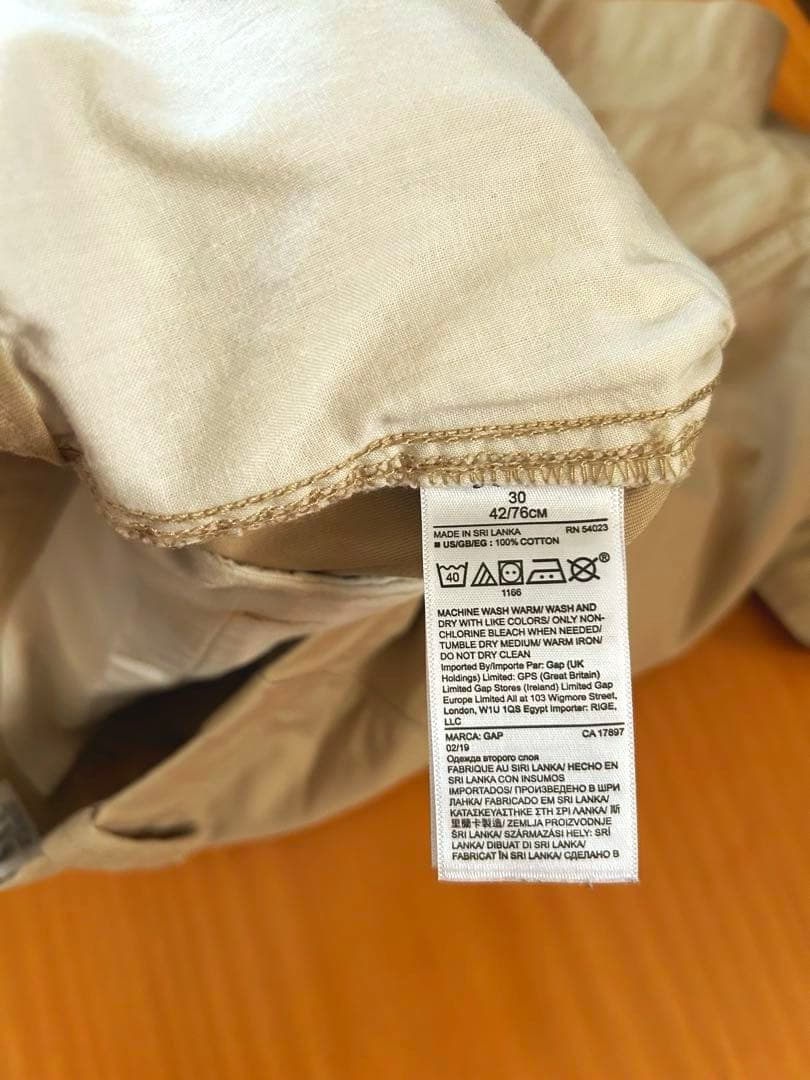 30
42/76CM
MADE IN SRI LANKA RN 54023
■ US/GB/EG : 100% COTTON
40
®
1166
MACHINE WASH WARM/ WASH AND
DRY WITH LIKE COLORS/ ONLY NON-
CHLORINE BLEACH WHEN NEEDED/
TUMBLE DRY MEDIUM/ WARM IRON/
DO NOT DRY CLEAN
Imported By/Importe Par: Gap (UK
Holdings) Limited: GPS (Great Britain)
Limited Gap Stores (Ireland) Limited Gap
Europe Limited All at 103 Wigmore Street,
London, W1U 1QS Egypt Importer: RIGE,
LLC
MARCA: GAP CA 17897
02/19
Одежда второго слоя
FABRIQUE AU SIRI LANKA/ HECHO EN
SRI LANKA CON INSUMOS
IMPORTADOS/ ПРОИЗВЕДЕНО В ШРИ
ЛАНКА/ FABRICADO EM SRI LANKA/
ΚΑΤΑΣΚΕΥΑΣΤΗΚΕ ΣΤΗ ΣΡΙ ΛΑΝΚΑ/ 斯
里蘭卡製造/ ZEMLJA PROIZVODNJE
ŠRI LANKA/ SZÁRMAZÁSI HELY: SRÍ
LANKA/ DIBUAT DI SRI LANKA/
FABRICAT ÎN SRI LANKA/ СДЕЛАНО В